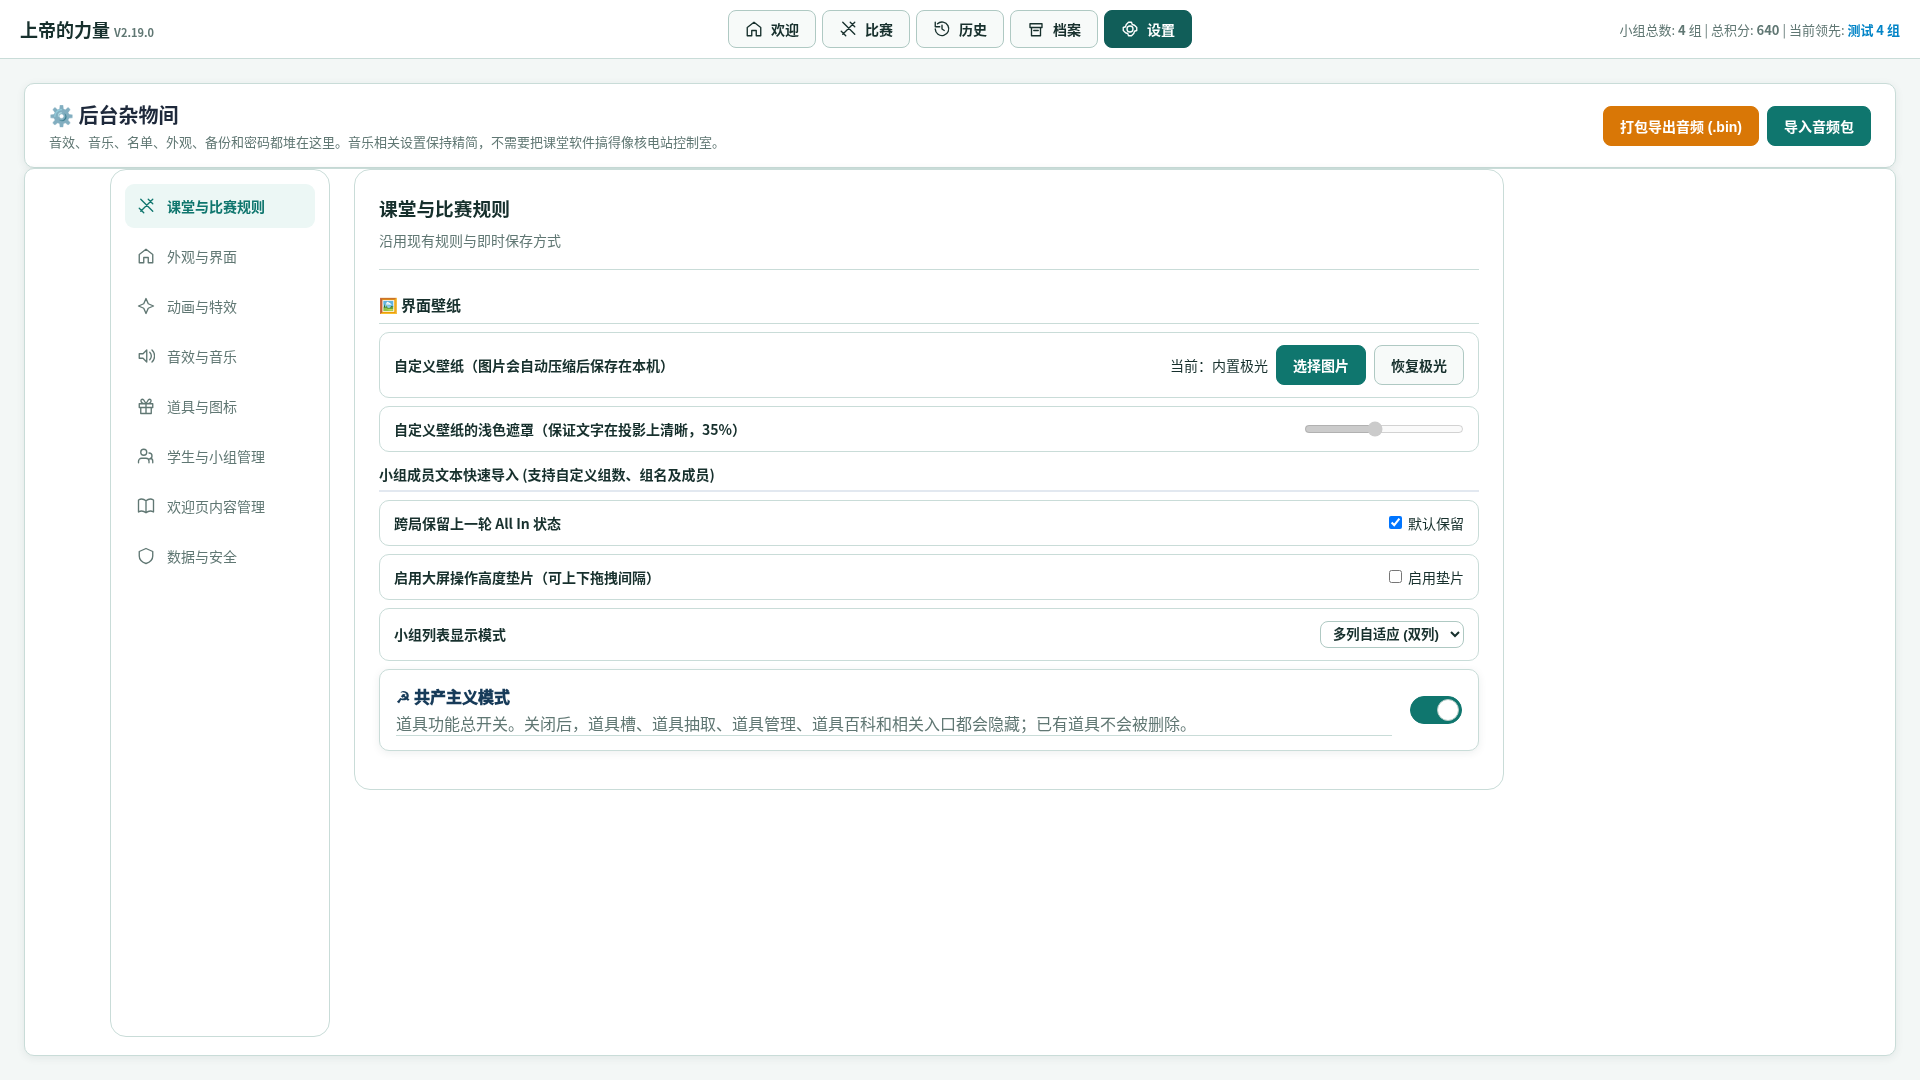 上帝的力量 V2.19.0
欢迎
比赛
历史
档案
设置
小组总数: 4 组 | 总积分: 640 | 当前领先: 测试 4 组
⚙️ 后台杂物间
音效、音乐、名单、外观、备份和密码都堆在这里。音乐相关设置保持精简，不需要把课堂软件搞得像核电站控制室。
打包导出音频 (.bin)
导入音频包
课堂与比赛规则
外观与界面
动画与特效
音效与音乐
道具与图标
学生与小组管理
欢迎页内容管理
数据与安全
课堂与比赛规则
沿用现有规则与即时保存方式
🖼️ 界面壁纸
自定义壁纸（图片会自动压缩后保存在本机）
当前：内置极光
选择图片
恢复极光
自定义壁纸的浅色遮罩（保证文字在投影上清晰，35%）
小组成员文本快速导入 (支持自定义组数、组名及成员)
跨局保留上一轮 All In 状态
默认保留
启用大屏操作高度垫片（可上下拖拽间隔）
启用垫片
小组列表显示模式
多列自适应 (双列)
☭ 共产主义模式
道具功能总开关。关闭后，道具槽、道具抽取、道具管理、道具百科和相关入口都会隐藏；已有道具不会被删除。